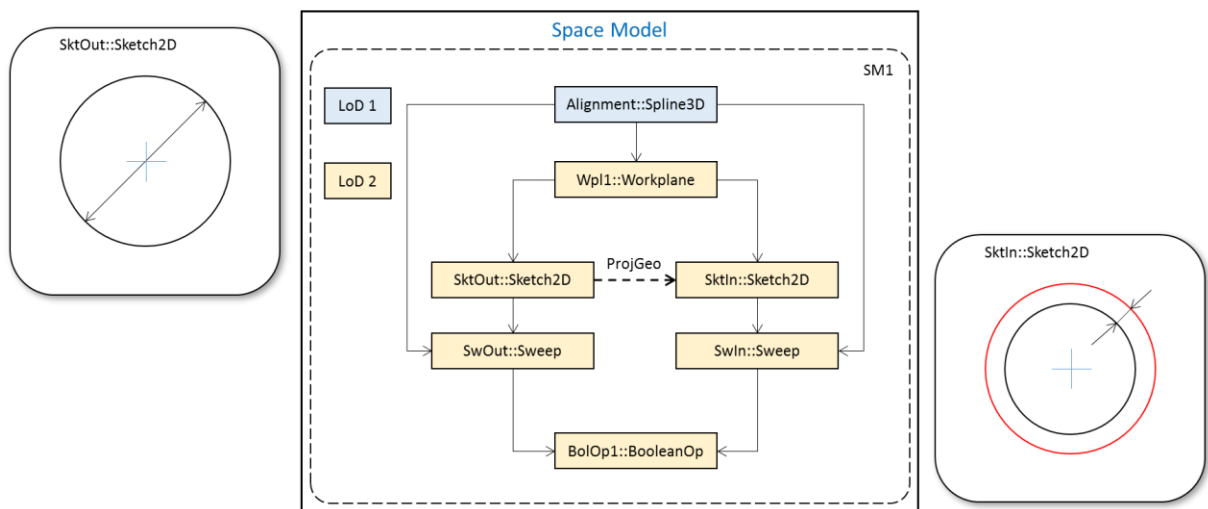 SktOut::Sketch2D
Space Model
SM1
LoD 1
Alignment::Spline3D
LoD 2
Wpl1::Workplane
ProjGeo
SktOut::Sketch2D
SktIn::Sketch2D
SwOut::Sweep
SwIn::Sweep
BolOp1::BooleanOp
SktIn::Sketch2D